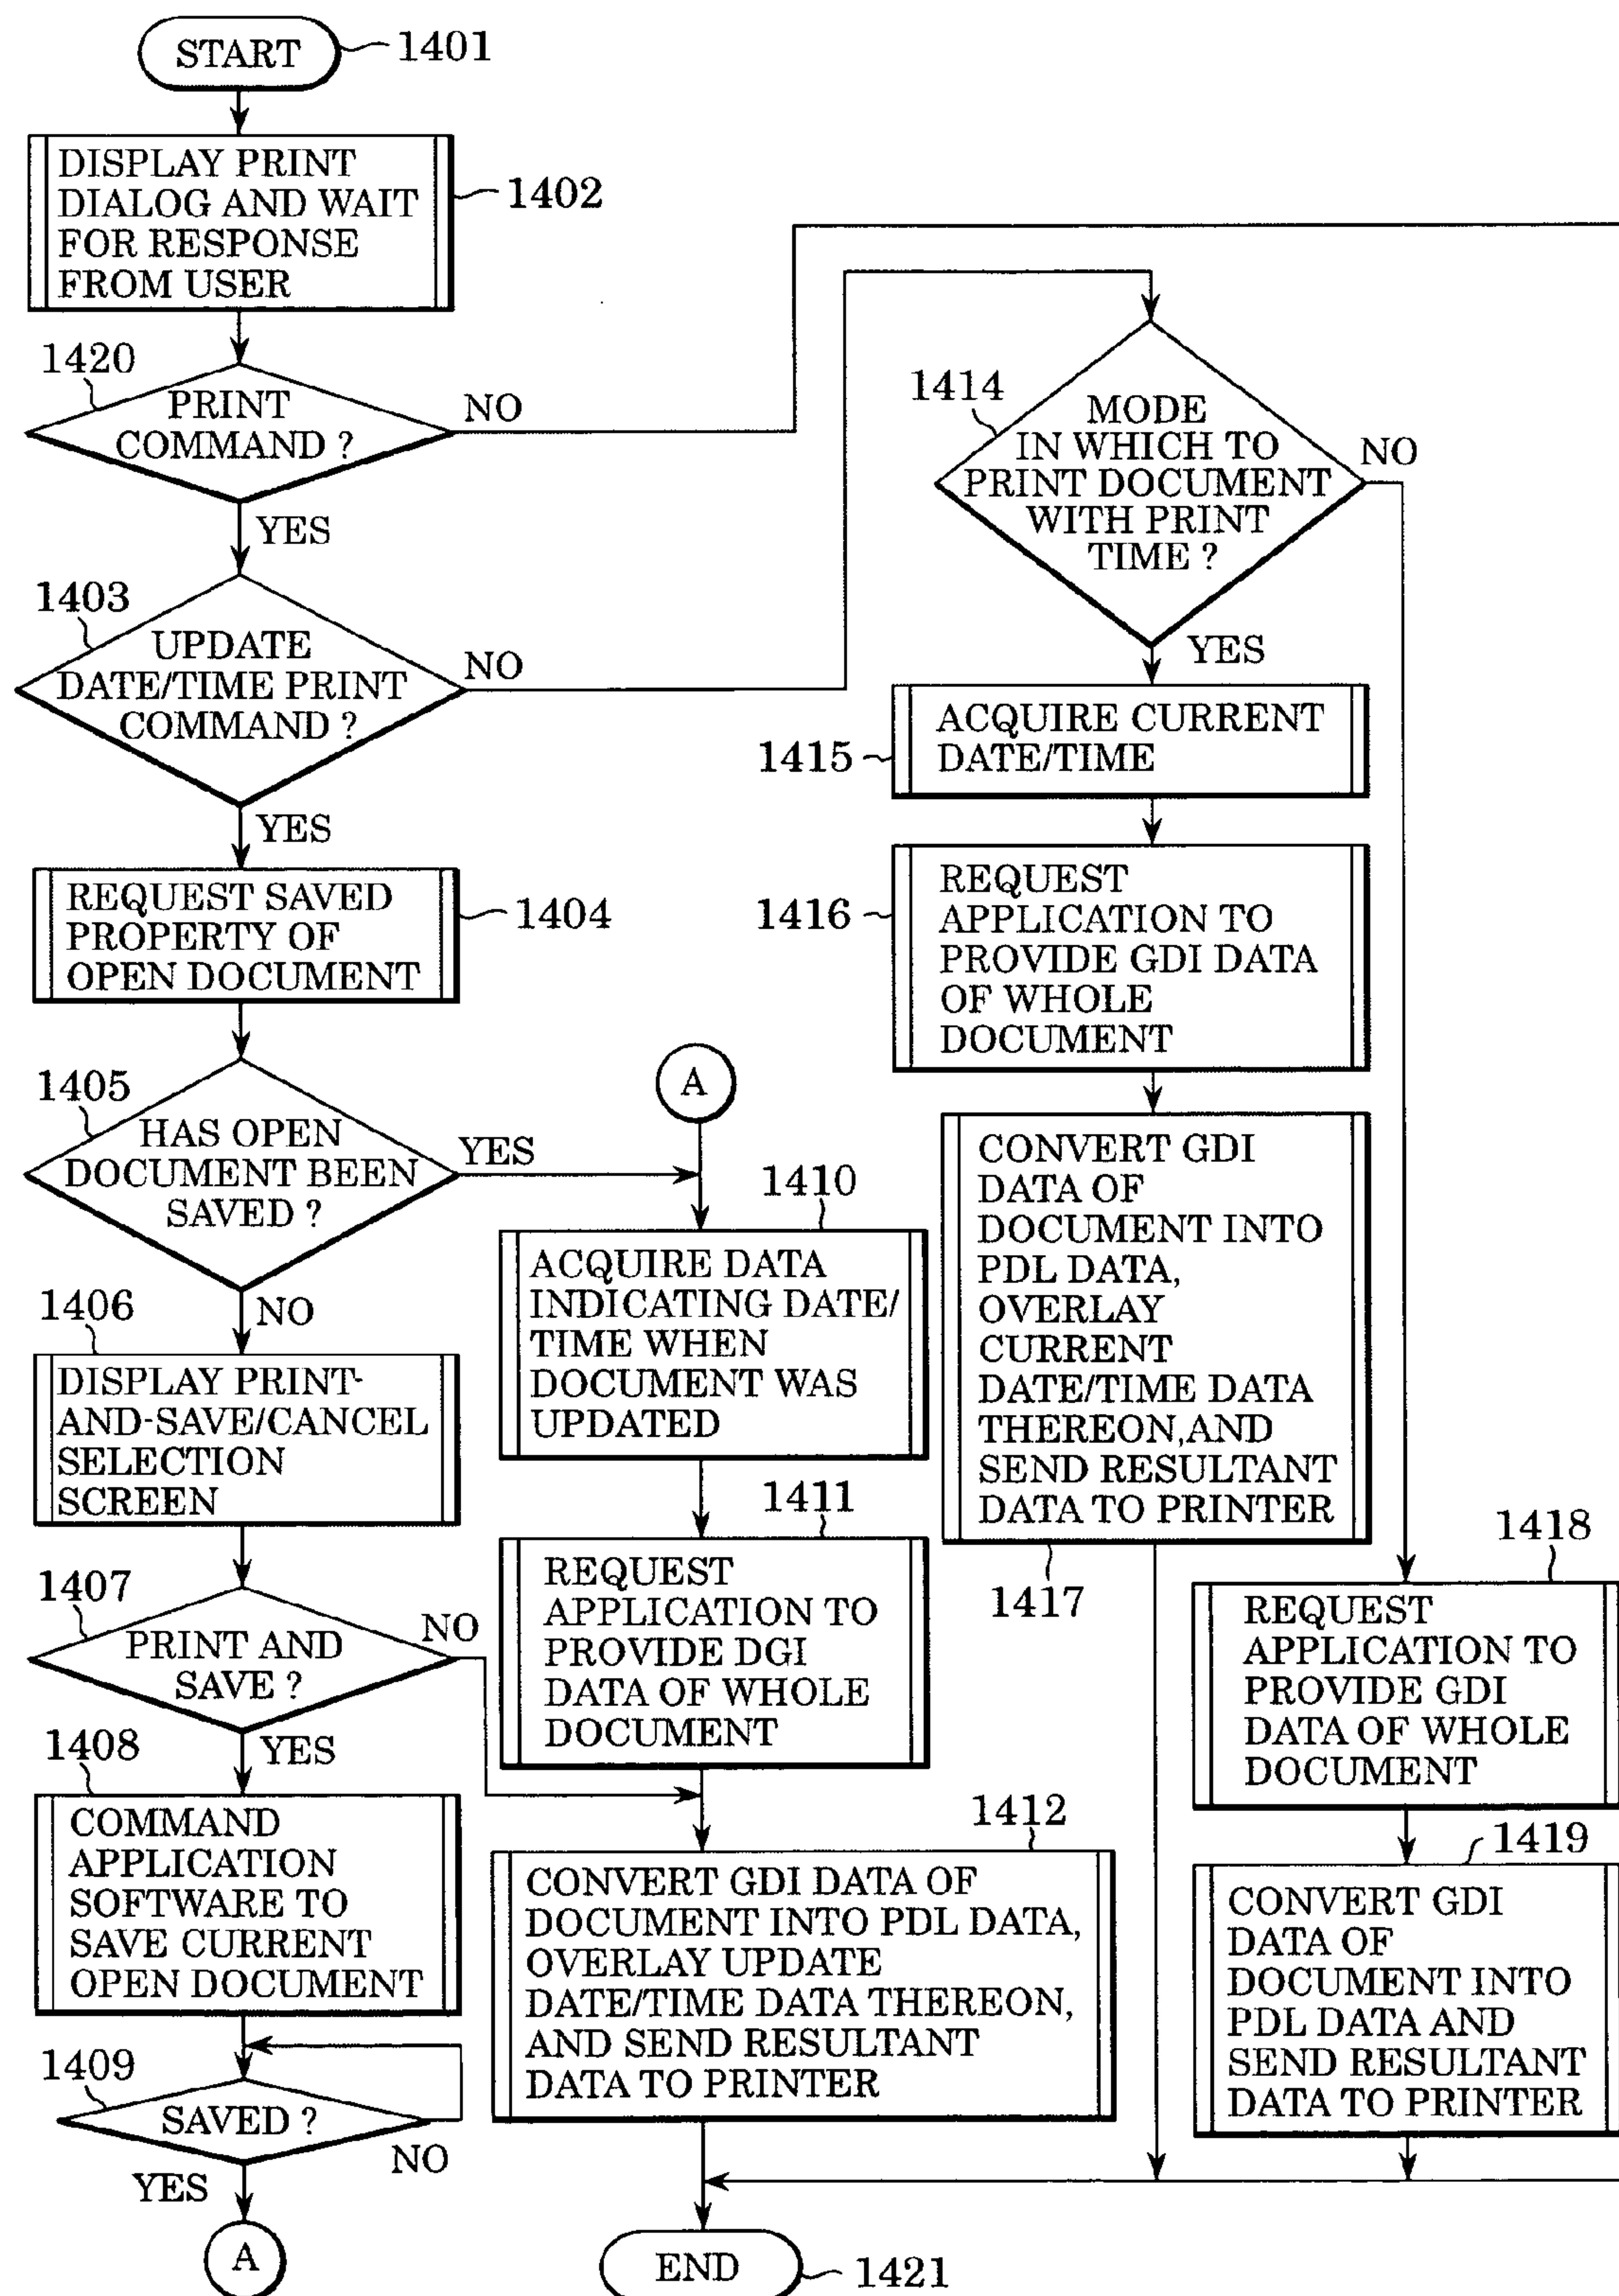 START
1401
DISPLAY PRINT
DIALOG AND WAIT
FOR RESPONSE
FROM USER
1402
1420
PRINT
COMMAND ?
NO
YES
1403
UPDATE
DATE/TIME PRINT
COMMAND ?
NO
YES
REQUEST SAVED
PROPERTY OF
OPEN DOCUMENT
1404
1405
HAS OPEN
DOCUMENT BEEN
SAVED ?
YES
NO
1406
DISPLAY PRINT-
AND-SAVE/CANCEL
SELECTION
SCREEN
1407
PRINT AND
SAVE ?
NO
YES
1408
COMMAND
APPLICATION
SOFTWARE TO
SAVE CURRENT
OPEN DOCUMENT
1409
SAVED ?
NO
YES
A
A
1410
ACQUIRE DATA
INDICATING DATE/
TIME WHEN
DOCUMENT WAS
UPDATED
1411
REQUEST
APPLICATION TO
PROVIDE DGI
DATA OF WHOLE
DOCUMENT
1412
CONVERT GDI DATA OF
DOCUMENT INTO PDL DATA,
OVERLAY UPDATE
DATE/TIME DATA THEREON,
AND SEND RESULTANT
DATA TO PRINTER
END
1421
1414
MODE
IN WHICH TO
PRINT DOCUMENT
WITH PRINT
TIME ?
NO
YES
1415
ACQUIRE CURRENT
DATE/TIME
1416
REQUEST
APPLICATION TO
PROVIDE GDI DATA
OF WHOLE
DOCUMENT
CONVERT GDI
DATA OF
DOCUMENT INTO
PDL DATA,
OVERLAY
CURRENT
DATE/TIME DATA
THEREON,AND
SEND RESULTANT
DATA TO PRINTER
1417
1418
REQUEST
APPLICATION TO
PROVIDE GDI
DATA OF WHOLE
DOCUMENT
1419
CONVERT GDI
DATA OF
DOCUMENT INTO
PDL DATA AND
SEND RESULTANT
DATA TO PRINTER